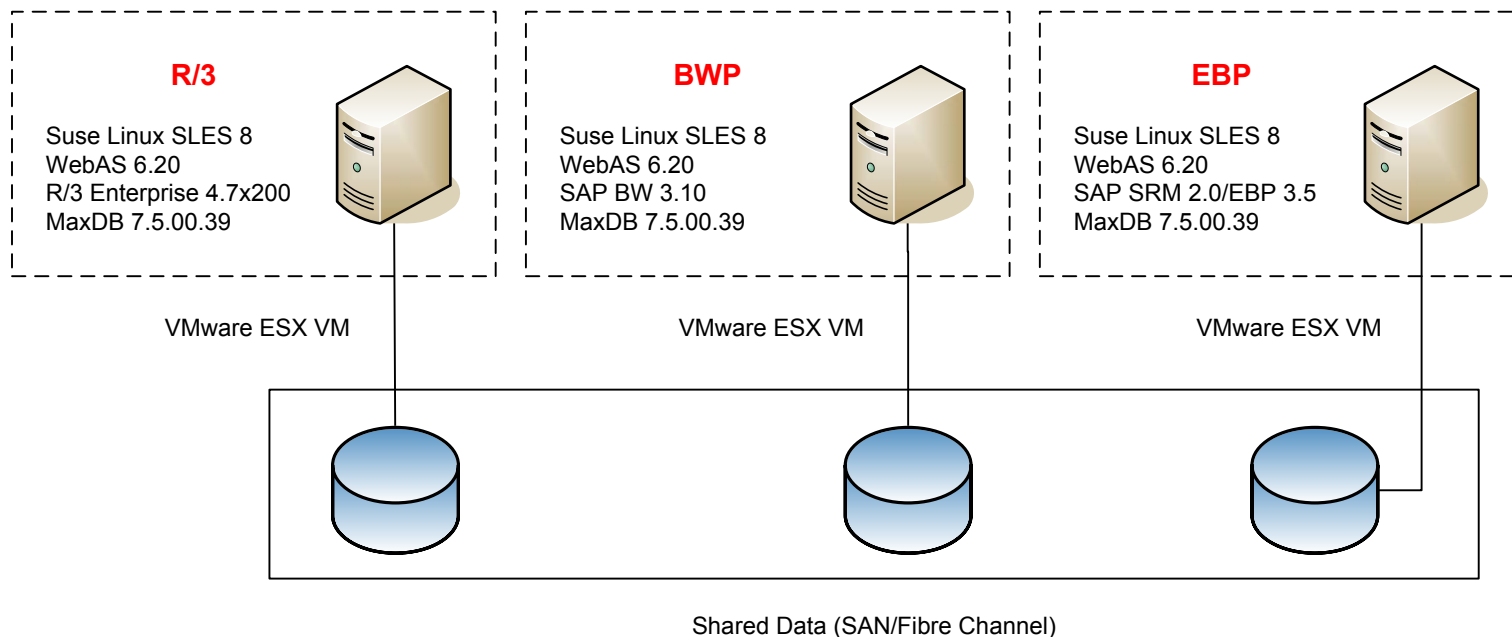 R/3
Suse Linux SLES 8
WebAS 6.20
R/3 Enterprise 4.7x200
MaxDB 7.5.00.39
BWP
Suse Linux SLES 8
WebAS 6.20
SAP BW 3.10
MaxDB 7.5.00.39
EBP
Suse Linux SLES 8
WebAS 6.20
SAP SRM 2.0/EBP 3.5
MaxDB 7.5.00.39
VMware ESX VM
VMware ESX VM
VMware ESX VM
Shared Data (SAN/Fibre Channel)